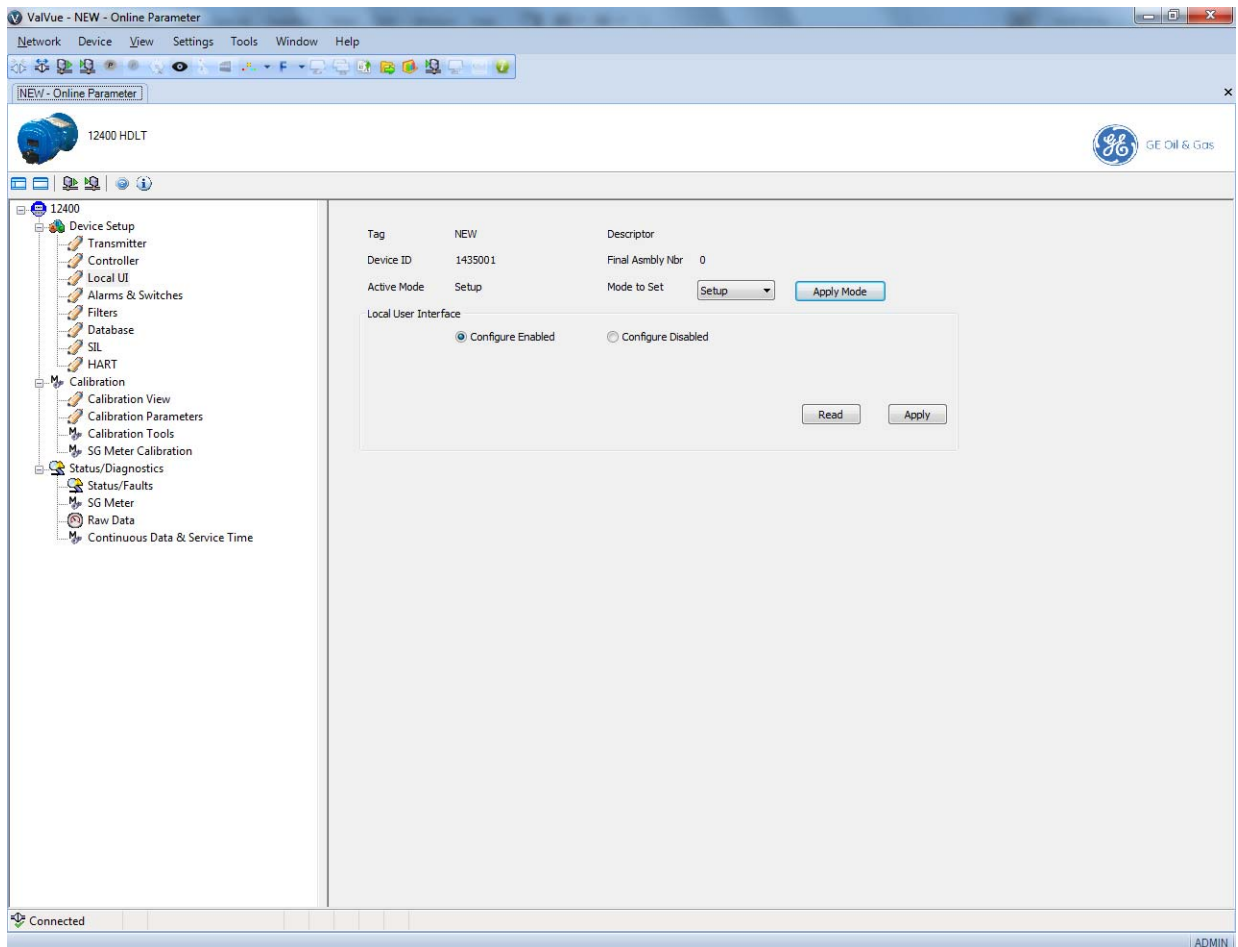 ValVue - NEW - Online Parameter
Network Device View Settings Tools Window Help
NEW - Online Parameter
12400 HDLT
GE Oil & Gas
12400
Device Setup
Transmitter
Controller
Local UI
Alarms & Switches
Filters
Database
SIL
HART
Calibration
Calibration View
Calibration Parameters
Calibration Tools
SG Meter Calibration
Status/Diagnostics
Status/Faults
SG Meter
Raw Data
Continuous Data & Service Time
Tag NEW Descriptor
Device ID 1435001 Final Asmbly Nbr 0
Active Mode Setup Mode to Set Setup Apply Mode
Local User Interface
Configure Enabled Configure Disabled
Read Apply
Connected
ADMIN